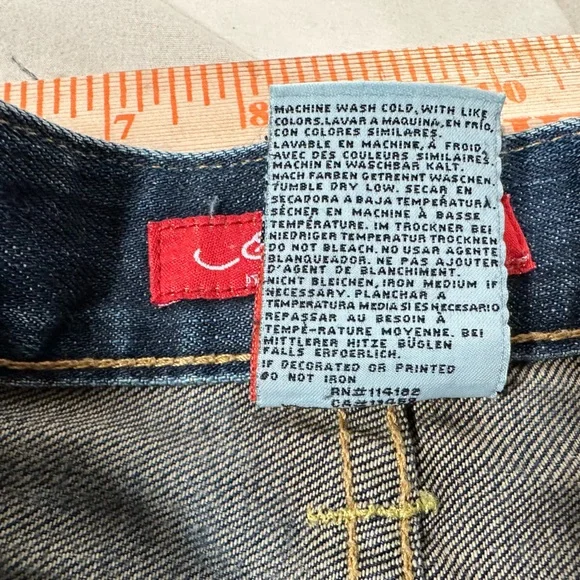 7
8
MACHINE WASH COLD, WITH LIKE
COLORS. LAVAR A MAQUINA, EN FRIO,
CON COLORES SIMILARES.
LAVABLE EN MACHINE, À FROID,
AVEC DES COULEURS SIMILAIRES.
MACHIN EN WASCHBAR KALT.
NACH FARBEN GETRENNT WASCHEN.
TUMBLE DRY LOW. SECAR EN
SECADORA A BAJA TEMPERATURA.
SÉCHER EN MACHINE À BASSE
TEMPÉRATURE. IM TROCKNER BEI
NIEDRIGER TEMPERATUR TROCKNEN
DO NOT BLEACH. NO USAR AGENTE
BLANQUEADOR. NE PAS AJOUTER
D'AGENT DE BLANCHIMENT.
NICHT BLEICHEN, IRON MEDIUM IF
NECESSARY. PLANCHAR A
TEMPERATURA MEDIA SI ES NECESARIO
REPASSAR AU BESOIN À
TEMPÉ-RATURE MOYENNE. BEI
MITTLERER HITZE BÜGLEN
FALLS ERFOERLICH.
IF DECORATED OR PRINTED
DO NOT IRON
RN# 114182